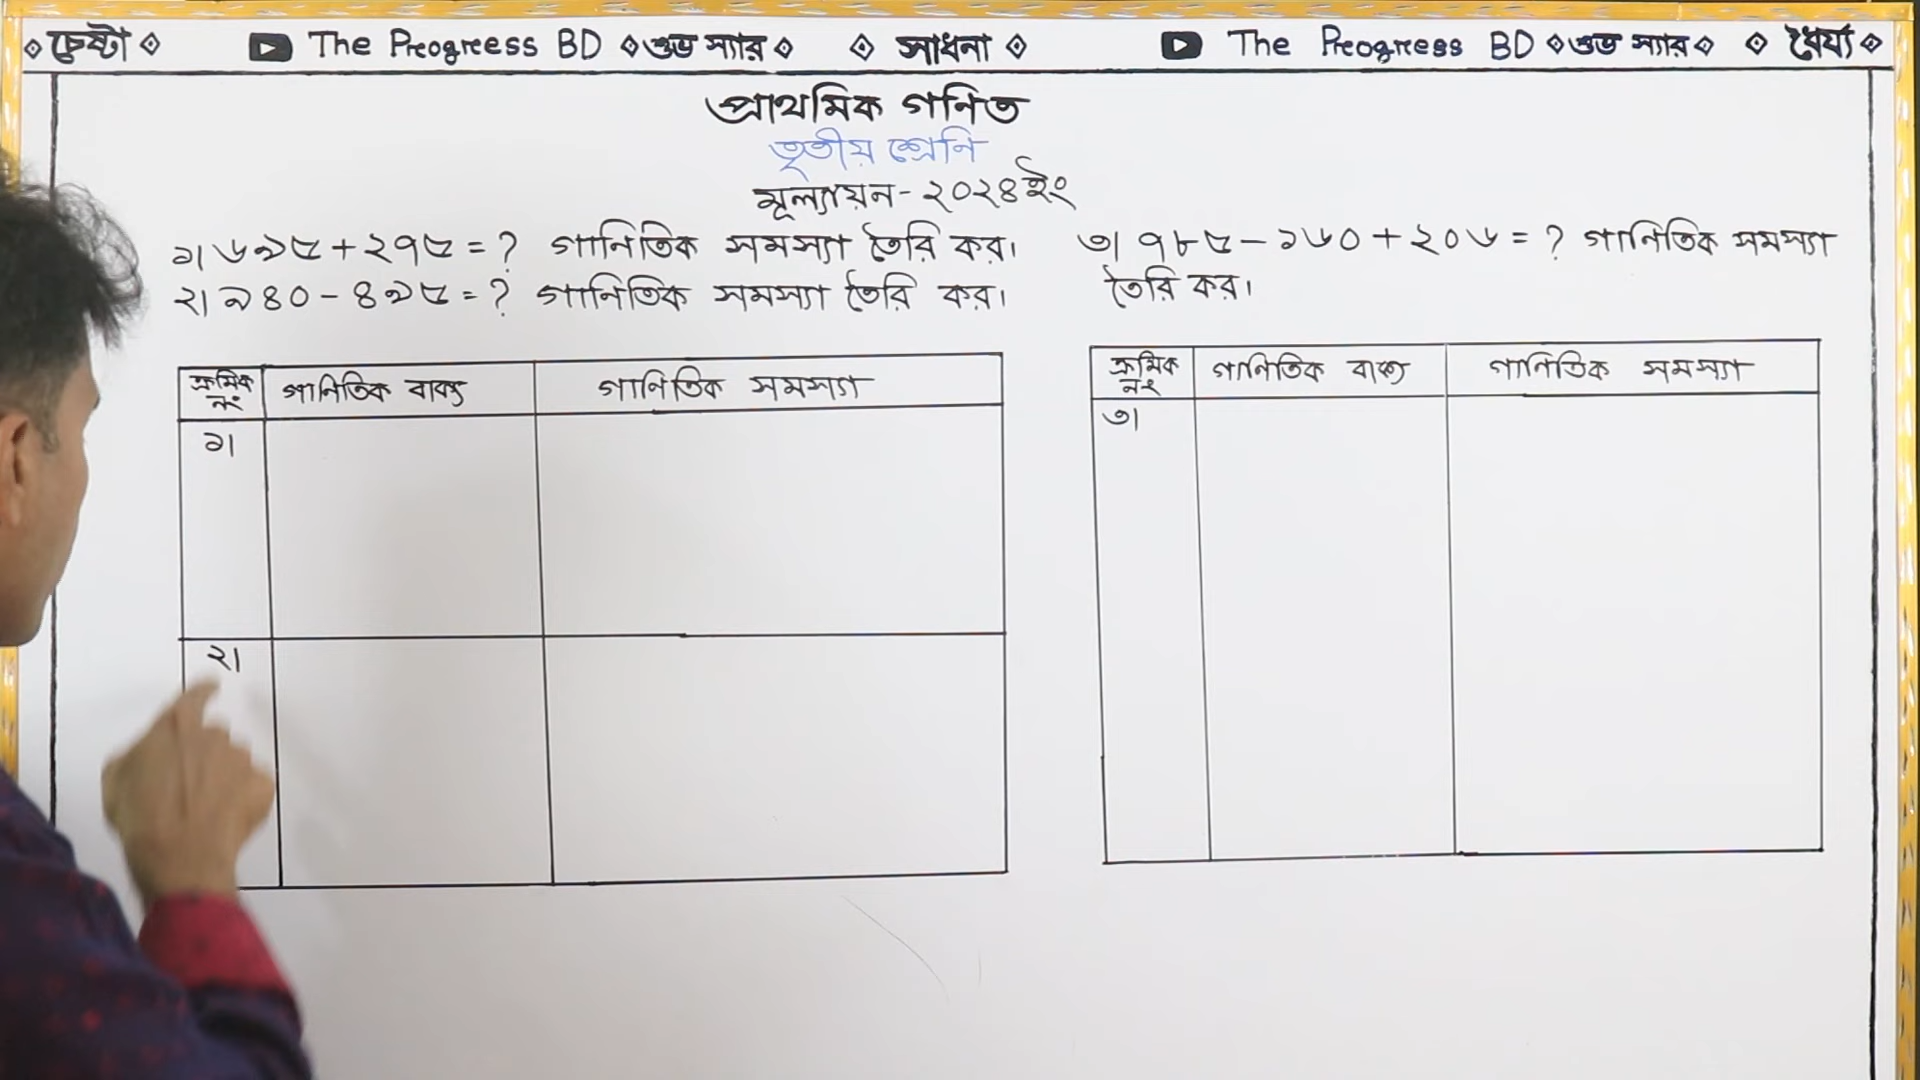 চেষ্টা The Progress BD শুভ স্যার সাধনা The Progress BD শুভ স্যার ধৈর্য্য
প্রাথমিক গনিত
তৃতীয় শ্রেনি
মূল্যায়ন-২০২৪ইং
১। ৬৯৫+২৭৫=? গানিতিক সমস্যা তৈরি কর।
২। ৯৪০-৪৯৫=? গানিতিক সমস্যা তৈরি কর।
৩। ৭৮৫-১৬০+২০৬=? গানিতিক সমস্যা
তৈরি কর।
ক্রমিক নং গানিতিক বাক্য গানিতিক সমস্যা
১।
২।
ক্রমিক নং গানিতিক বাক্য গানিতিক সমস্যা
৩।